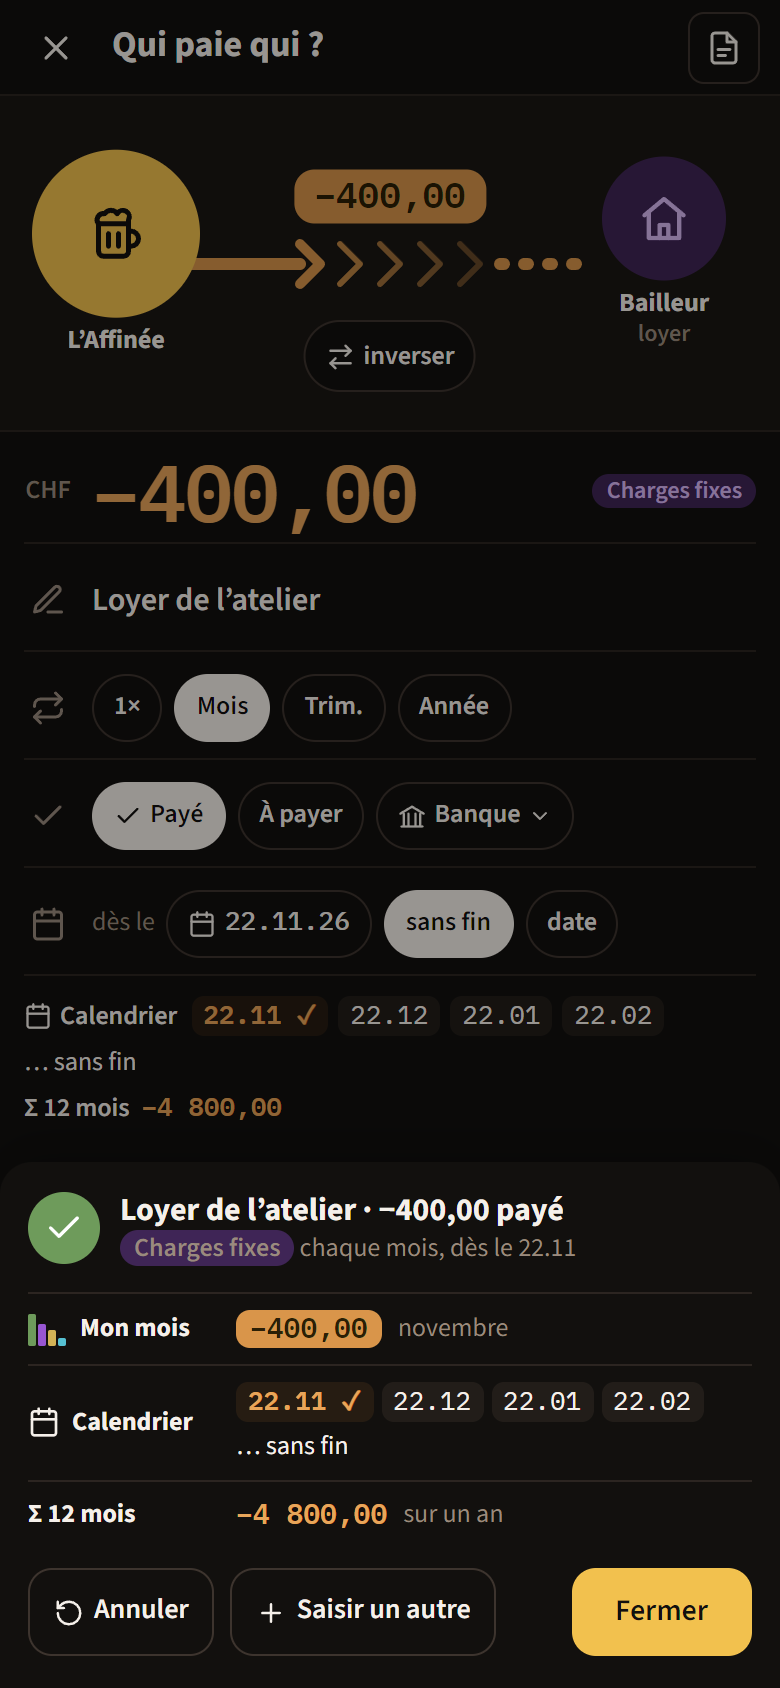 Qui paie qui ?
−400,00
L’Affinée
Bailleur
loyer
inverser
CHF −400,00 Charges fixes
Loyer de l’atelier
1× Mois Trim. Année
Payé À payer Banque
dès le 22.11.26 sans fin date
Calendrier 22.11 ✓ 22.12 22.01 22.02
… sans fin
Σ 12 mois −4 800,00
Loyer de l’atelier · −400,00 payé
Charges fixes chaque mois, dès le 22.11
Mon mois −400,00 novembre
Calendrier 22.11 ✓ 22.12 22.01 22.02
… sans fin
Σ 12 mois −4 800,00 sur un an
Annuler + Saisir un autre Fermer